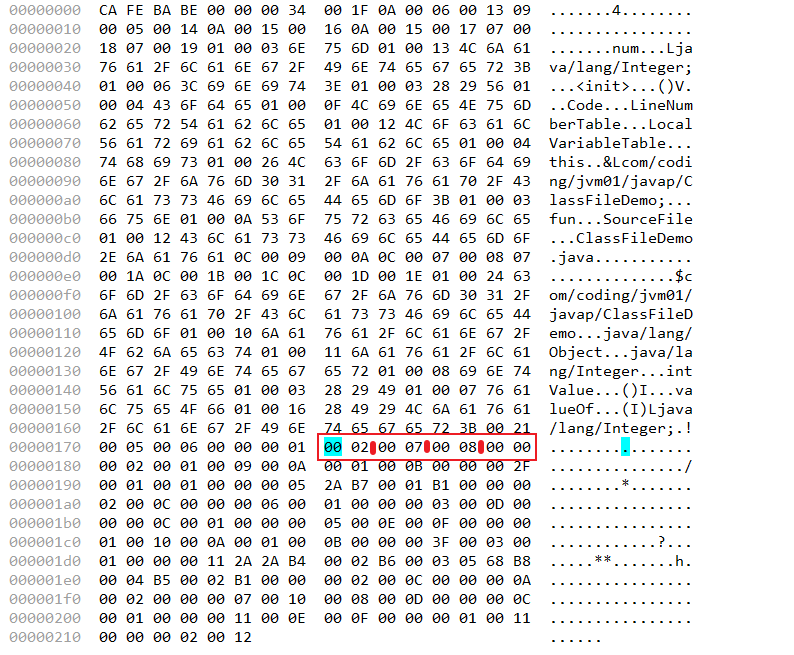 00000000 CA FE BA BE 00 00 00 34 00 1F 0A 00 06 00 13 09 .......4........
00000010 00 05 00 14 0A 00 15 00 16 0A 00 15 00 17 07 00 ................
00000020 18 07 00 19 01 00 03 6E 75 6D 01 00 13 4C 6A 61 .......num...Lja
00000030 76 61 2F 6C 61 6E 67 2F 49 6E 74 65 67 65 72 3B va/lang/Integer;
00000040 01 00 06 3C 69 6E 69 74 3E 01 00 03 28 29 56 01 ...<init>...()V.
00000050 00 04 43 6F 64 65 01 00 0F 4C 69 6E 65 4E 75 6D ..Code...LineNum
00000060 62 65 72 54 61 62 6C 65 01 00 12 4C 6F 63 61 6C berTable...Local
00000070 56 61 72 69 61 62 6C 65 54 61 62 6C 65 01 00 04 VariableTable...
00000080 74 68 69 73 01 00 26 4C 63 6F 6D 2F 63 6F 64 69 this..&Lcom/codi
00000090 6E 67 2F 6A 76 6D 30 31 2F 6A 61 76 61 70 2F 43 ng/jvm01/javap/C
000000a0 6C 61 73 73 46 69 6C 65 44 65 6D 6F 3B 01 00 03 lassFileDemo;...
000000b0 66 75 6E 01 00 0A 53 6F 75 72 63 65 46 69 6C 65 fun...SourceFile
000000c0 01 00 12 43 6C 61 73 73 46 69 6C 65 44 65 6D 6F ...ClassFileDemo
000000d0 2E 6A 61 76 61 0C 00 09 00 0A 0C 00 07 00 08 07 .java...........
000000e0 00 1A 0C 00 1B 00 1C 0C 00 1D 00 1E 01 00 24 63 ..............$c
000000f0 6F 6D 2F 63 6F 64 69 6E 67 2F 6A 76 6D 30 31 2F om/coding/jvm01/
00000100 6A 61 76 61 70 2F 43 6C 61 73 73 46 69 6C 65 44 javap/ClassFileD
00000110 65 6D 6F 01 00 10 6A 61 76 61 2F 6C 61 6E 67 2F emo...java/lang/
00000120 4F 62 6A 65 63 74 01 00 11 6A 61 76 61 2F 6C 61 Object...java/la
00000130 6E 67 2F 49 6E 74 65 67 65 72 01 00 08 69 6E 74 ng/Integer...int
00000140 56 61 6C 75 65 01 00 03 28 29 49 01 00 07 76 61 Value...()I...va
00000150 6C 75 65 4F 66 01 00 16 28 49 29 4C 6A 61 76 61 lueOf...(I)Ljava
00000160 2F 6C 61 6E 67 2F 49 6E 74 65 67 65 72 3B 00 21 /lang/Integer;.!
00000170 00 05 00 06 00 00 00 01 00 02 00 07 00 08 00 00 ................
00000180 00 02 00 01 00 09 00 0A 00 01 00 0B 00 00 00 2F .............../
00000190 00 01 00 01 00 00 00 05 2A B7 00 01 B1 00 00 00 ........*.......
000001a0 02 00 0C 00 00 00 06 00 01 00 00 00 03 00 0D 00 ................
000001b0 00 00 0C 00 01 00 00 00 05 00 0E 00 0F 00 00 00 ................
000001c0 01 00 10 00 0A 00 01 00 0B 00 00 00 3F 00 03 00 ............?...
000001d0 01 00 00 00 11 2A 2A B4 00 02 B6 00 03 05 68 B8 .....**.......h.
000001e0 00 04 B5 00 02 B1 00 00 00 02 00 0C 00 00 00 0A ................
000001f0 00 02 00 00 00 07 00 10 00 08 00 0D 00 00 00 0C ................
00000200 00 01 00 00 00 11 00 0E 00 0F 00 00 00 01 00 11 ................
00000210 00 00 00 02 00 12 ......